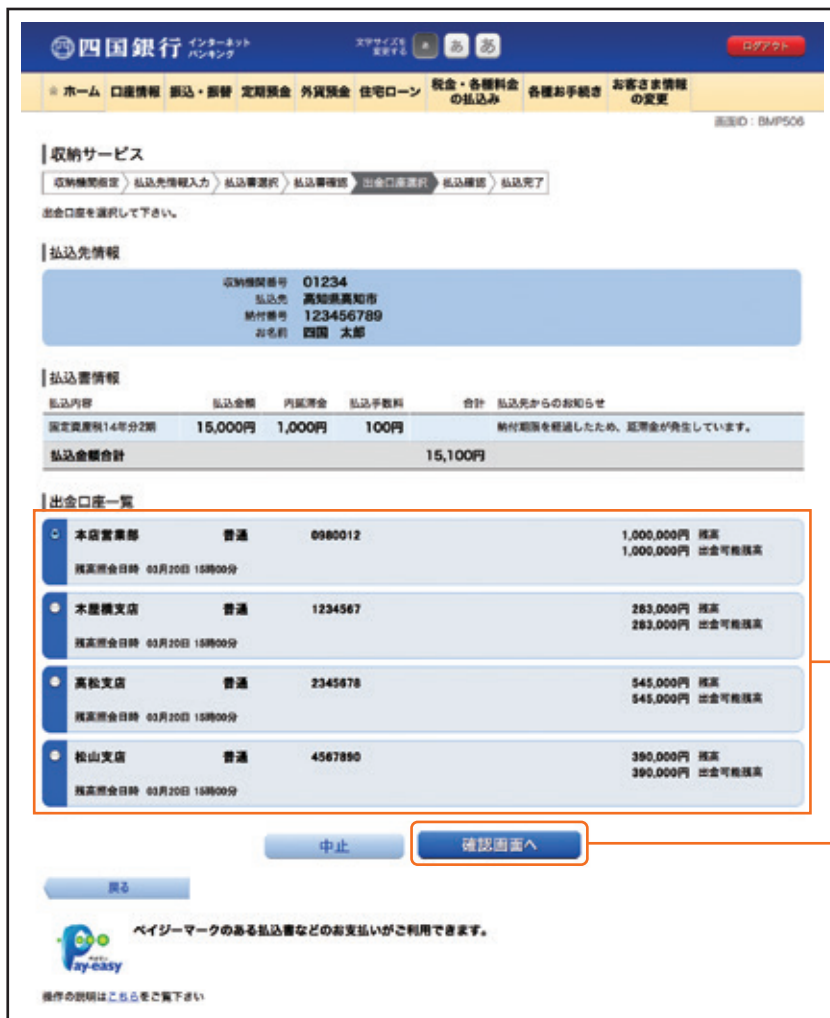 四国銀行 インターネットバンキング 文字サイズを変更する あ あ ログアウト
ホーム 口座情報 振込・振替 定期預金 外貨預金 住宅ローン 税金・各種料金の払込み 各種お手続き お客さま情報の変更
画面ID：BMP506
収納サービス
収納機関指定 払込先情報入力 払込書選択 払込書確認 出金口座選択 払込確認 払込完了
出金口座を選択して下さい。
払込先情報
収納機関番号 01234
払込先 高知県高知市
納付番号 123456789
お名前 四国 太郎
払込書情報
払込内容 払込金額 内延滞金 払込手数料 合計 払込先からのお知らせ
固定資産税14年分2期 15,000円 1,000円 100円 納付期限を経過したため、延滞金が発生しています。
払込金額合計 15,100円
出金口座一覧
本店営業部 普通 0980012 1,000,000円 残高
1,000,000円 出金可能残高
残高照会日時 03月20日 15時00分
木屋橋支店 普通 1234567 283,000円 残高
283,000円 出金可能残高
残高照会日時 03月20日 15時00分
高松支店 普通 2345678 545,000円 残高
545,000円 出金可能残高
残高照会日時 03月20日 15時00分
松山支店 普通 4567890 390,000円 残高
390,000円 出金可能残高
残高照会日時 03月20日 15時00分
中止 確認画面へ
戻る
ペイジーマークのある払込書などのお支払いがご利用できます。
Pay-easy
操作の説明はこちらをご覧下さい